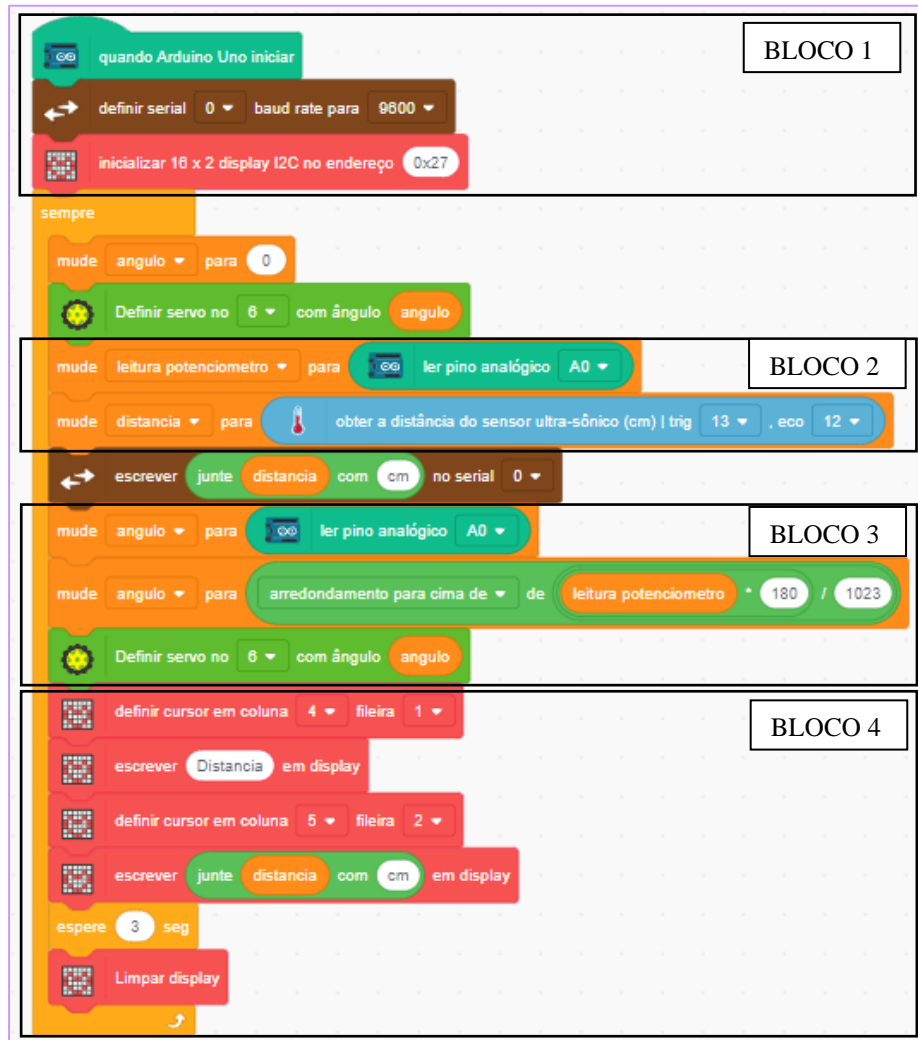 quando Arduino Uno iniciar BLOCO 1
definir serial 0 baud rate para 9600
inicializar 16 x 2 display I2C no endereço 0x27
sempre
mude angulo para 0
Definir servo no 6 com ângulo angulo
mude leitura potenciometro para ler pino analógico A0 BLOCO 2
mude distancia para obter a distância do sensor ultra-sônico (cm) | trig 13 , eco 12
escrever junte distancia com cm no serial 0
mude angulo para ler pino analógico A0 BLOCO 3
mude angulo para arredondamento para cima de de leitura potenciometro * 180 / 1023
Definir servo no 6 com ângulo angulo
definir cursor em coluna 4 fileira 1 BLOCO 4
escrever Distancia em display
definir cursor em coluna 5 fileira 2
escrever junte distancia com cm em display
espere 3 seg
Limpar display